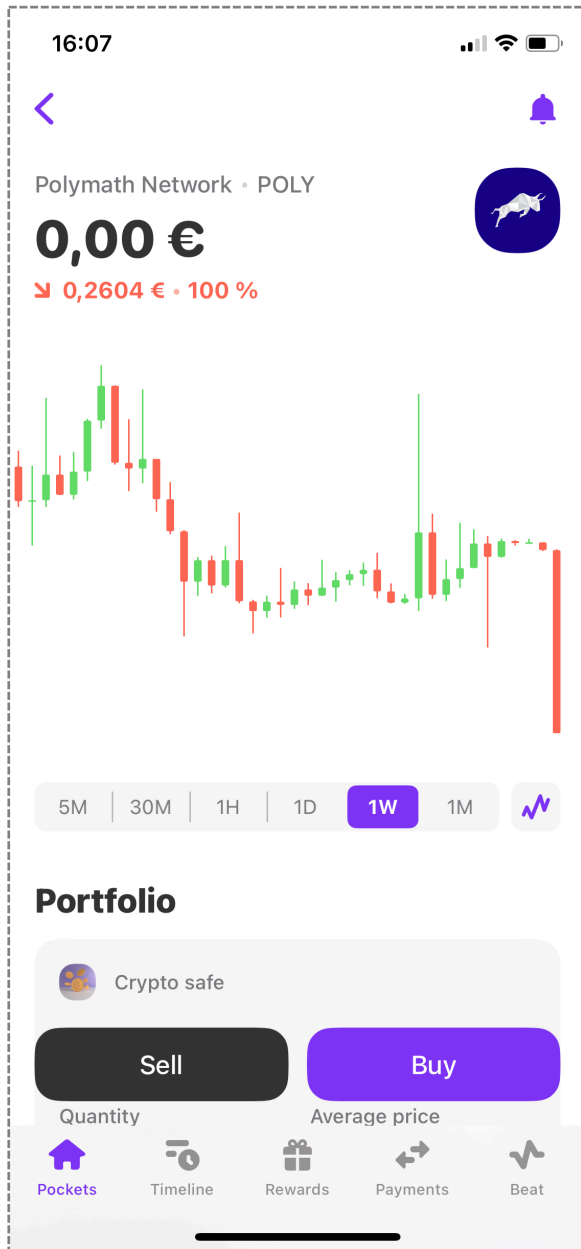 16:07
Polymath Network • POLY
0,00 €
0,2604 € • 100 %
5M 30M 1H 1D 1W 1M
Portfolio
Crypto safe
Sell Buy
Quantity Average price
Pockets Timeline Rewards Payments Beat